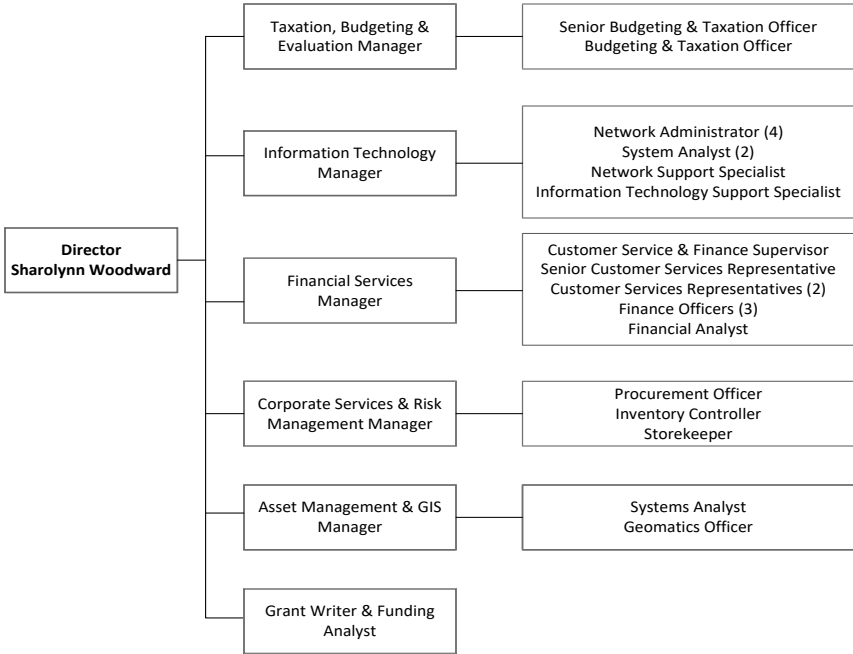 Taxation, Budgeting &
Evaluation Manager
Senior Budgeting & Taxation Officer
Budgeting & Taxation Officer
Information Technology
Manager
Network Administrator (4)
System Analyst (2)
Network Support Specialist
Information Technology Support Specialist
Director
Sharolynn Woodward
Financial Services
Manager
Customer Service & Finance Supervisor
Senior Customer Services Representative
Customer Services Representatives (2)
Finance Officers (3)
Financial Analyst
Corporate Services & Risk
Management Manager
Procurement Officer
Inventory Controller
Storekeeper
Asset Management & GIS
Manager
Systems Analyst
Geomatics Officer
Grant Writer & Funding
Analyst